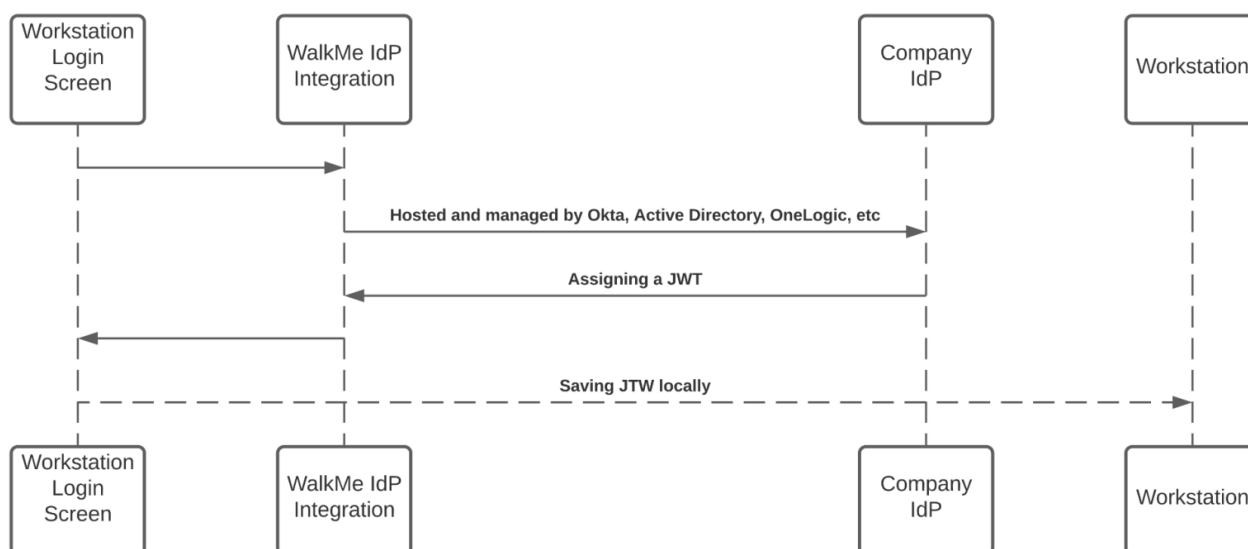 Workstation
Login
Screen
WalkMe IdP
Integration
Company
IdP
Workstation
Hosted and managed by Okta, Active Directory, OneLogic, etc
Assigning a JWT
Saving JTW locally
Workstation
Login
Screen
WalkMe IdP
Integration
Company
IdP
Workstation